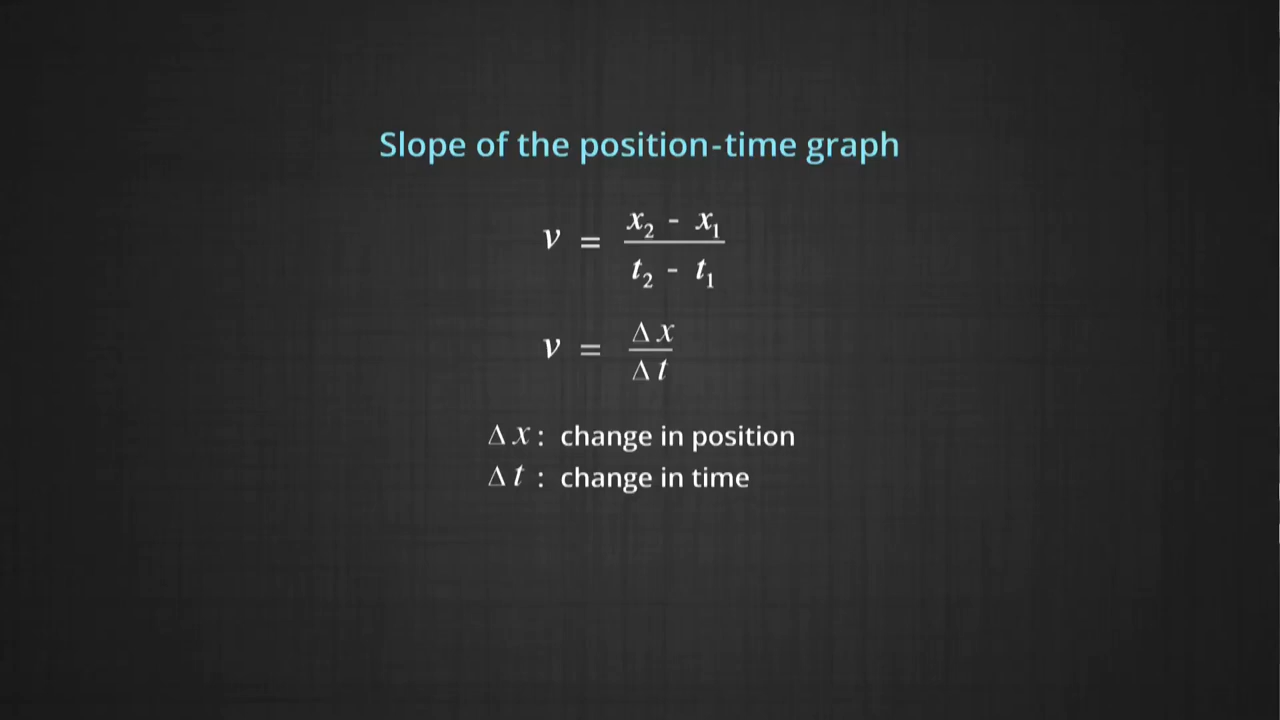 Slope of the position-time graph
v = x₂ - x₁ / t₂ - t₁
v = Δx / Δt
Δx : change in position
Δt : change in time